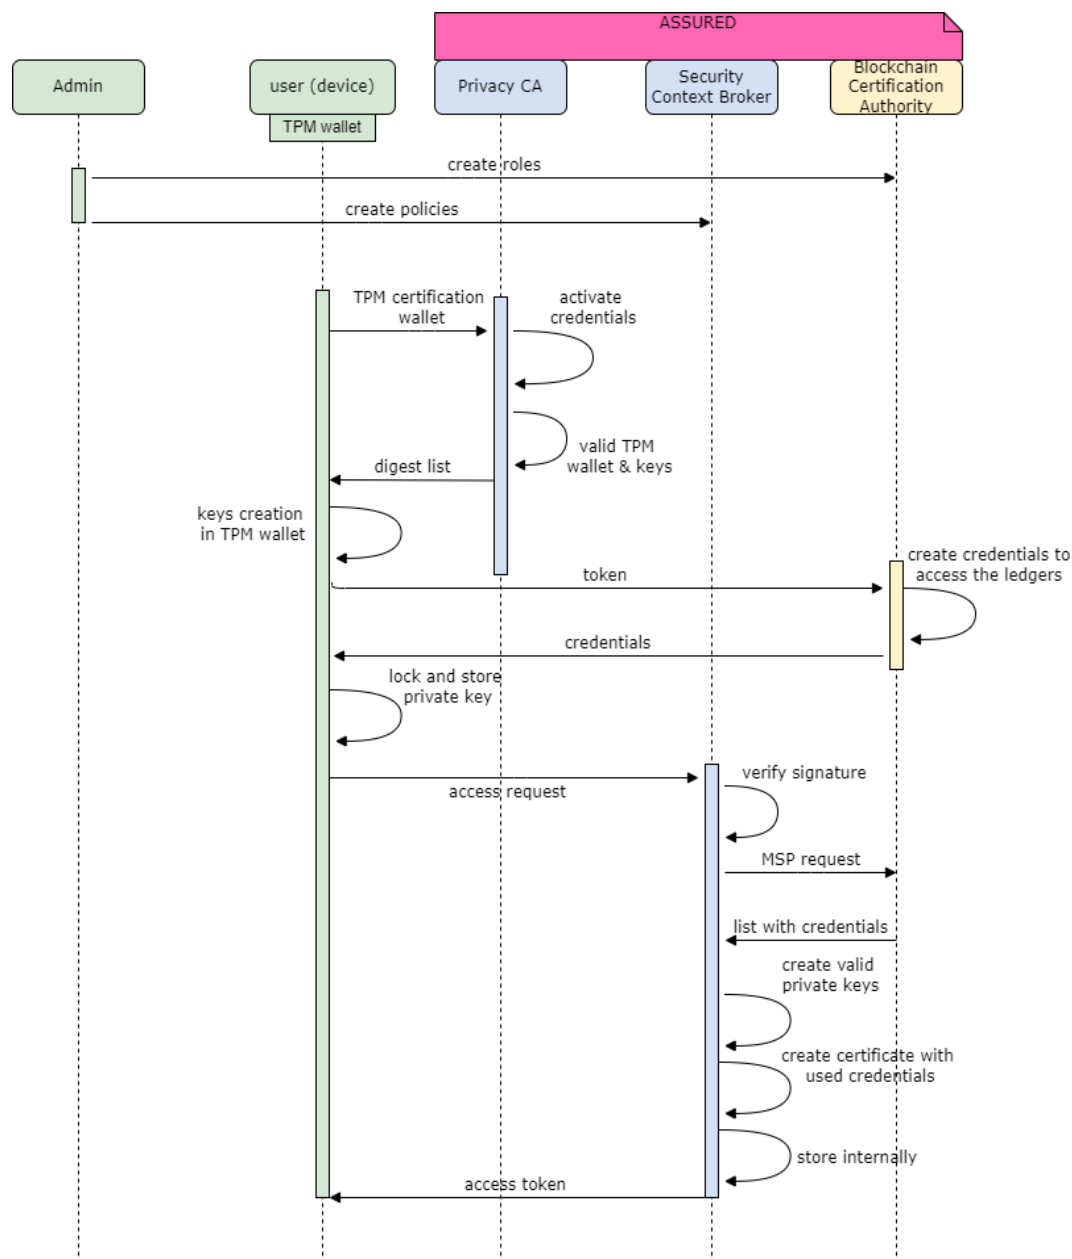 ASSURED
Admin
user (device)
TPM wallet
Privacy CA
Security
Context Broker
Blockchain
Certification
Authority
create roles
create policies
TPM certification
wallet
activate
credentials
valid TPM
wallet & keys
digest list
keys creation
in TPM wallet
create credentials to
access the ledgers
token
credentials
lock and store
private key
access request
verify signature
MSP request
list with credentials
create valid
private keys
create certificate with
used credentials
store internally
access token